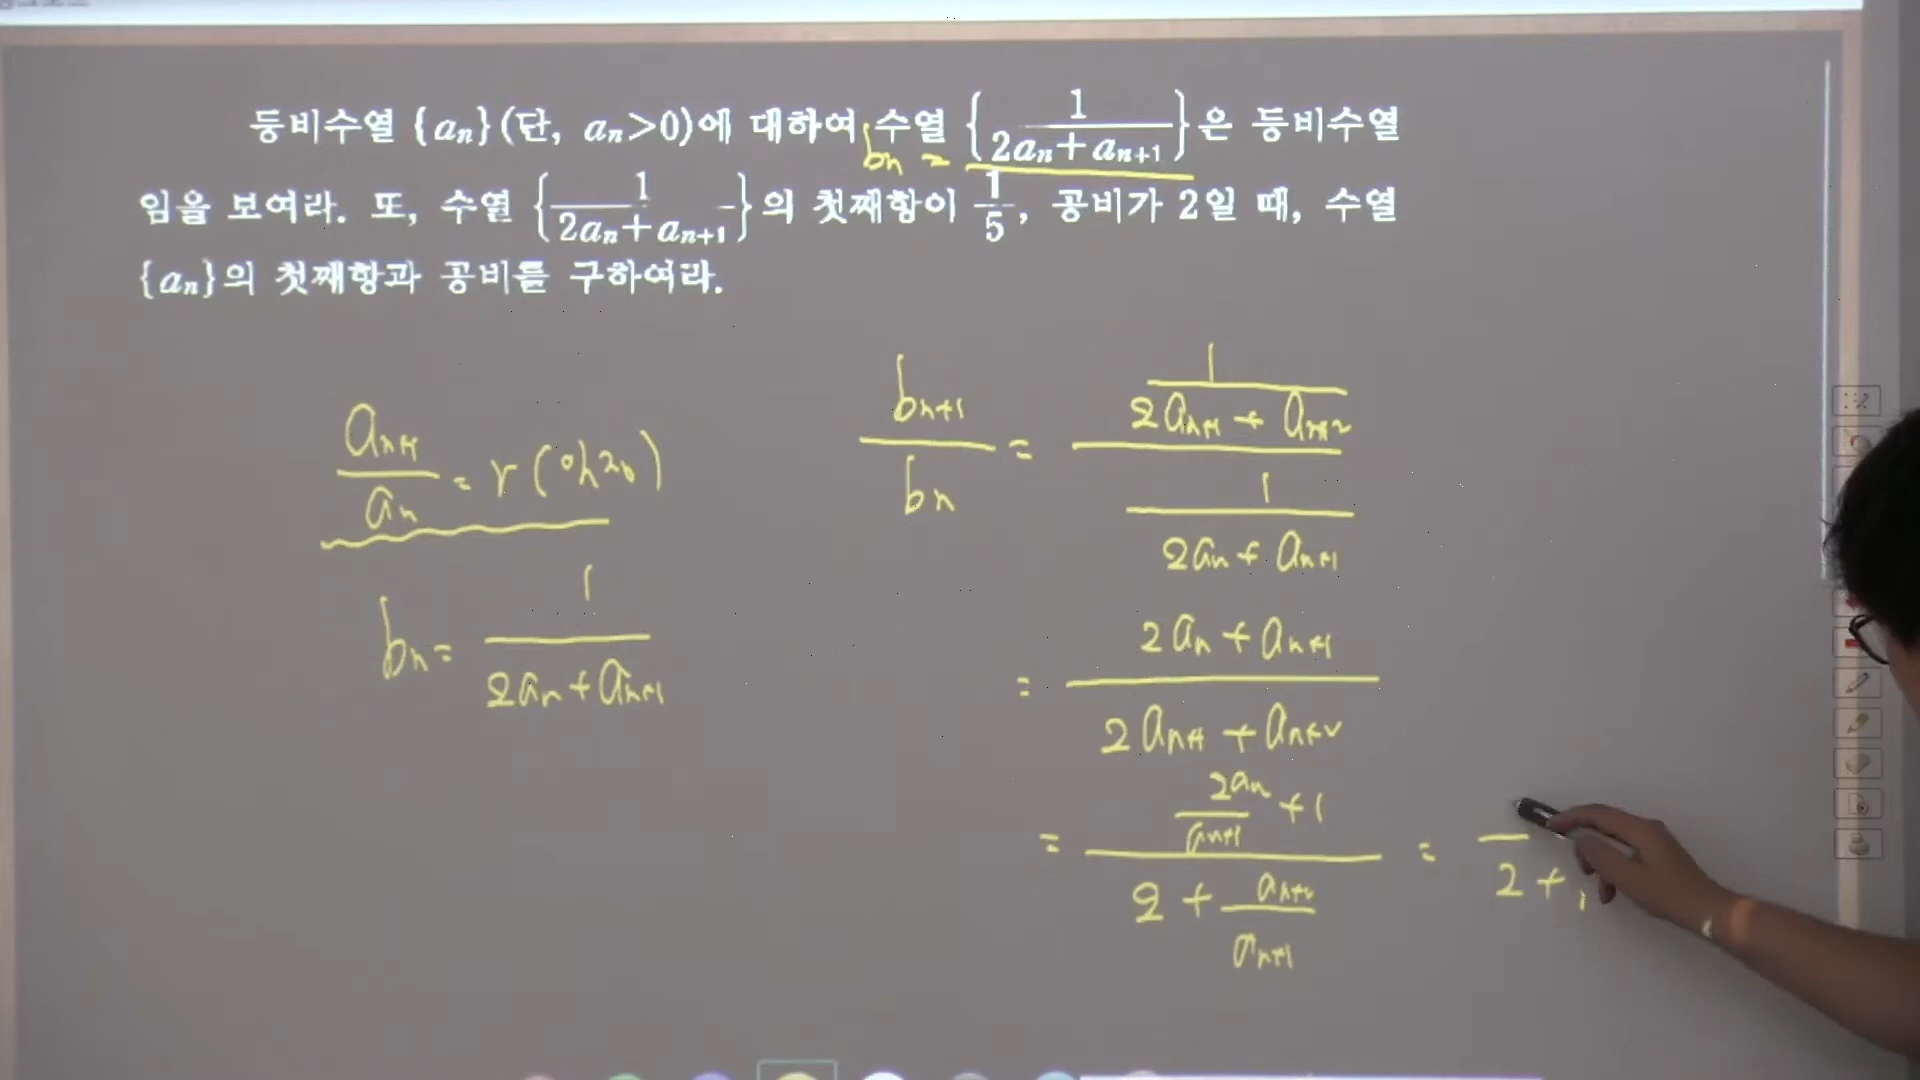 등비수열 {aₙ}(단, aₙ>0)에 대하여 수열 {1/(2aₙ+aₙ₊₁)}은 등비수열
bₙ =
임을 보여라. 또, 수열 {1/(2aₙ+aₙ₊₁)}의 첫째항이 1/5, 공비가 2일 때, 수열
{aₙ}의 첫째항과 공비를 구하여라.
aₙ₊₁/aₙ = r
bₙ = 1/(2aₙ+aₙ₊₁)
bₙ₊₁/bₙ = (1/(2aₙ₊₁+aₙ₊₂))/(1/(2aₙ+aₙ₊₁))
= (2aₙ+aₙ₊₁)/(2aₙ₊₁+aₙ₊₂)
= (2aₙ/aₙ₊₁ +1)/(2+aₙ₊₂/aₙ₊₁) =
2 +